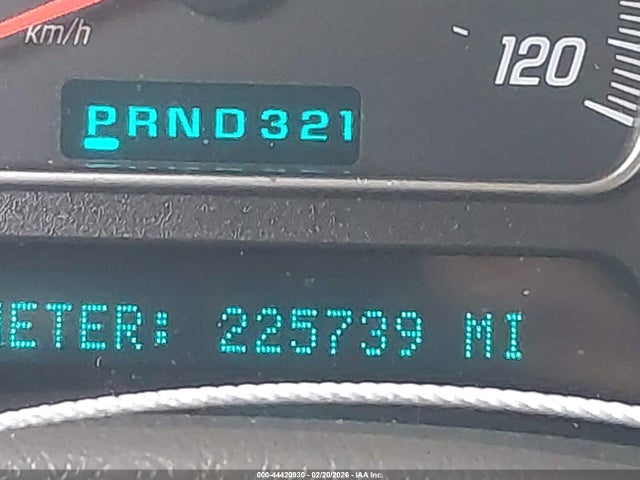 km/h
120
PRND321
METER: 225739 MI
000-44420930 - 02/20/2026 - IAA Inc.